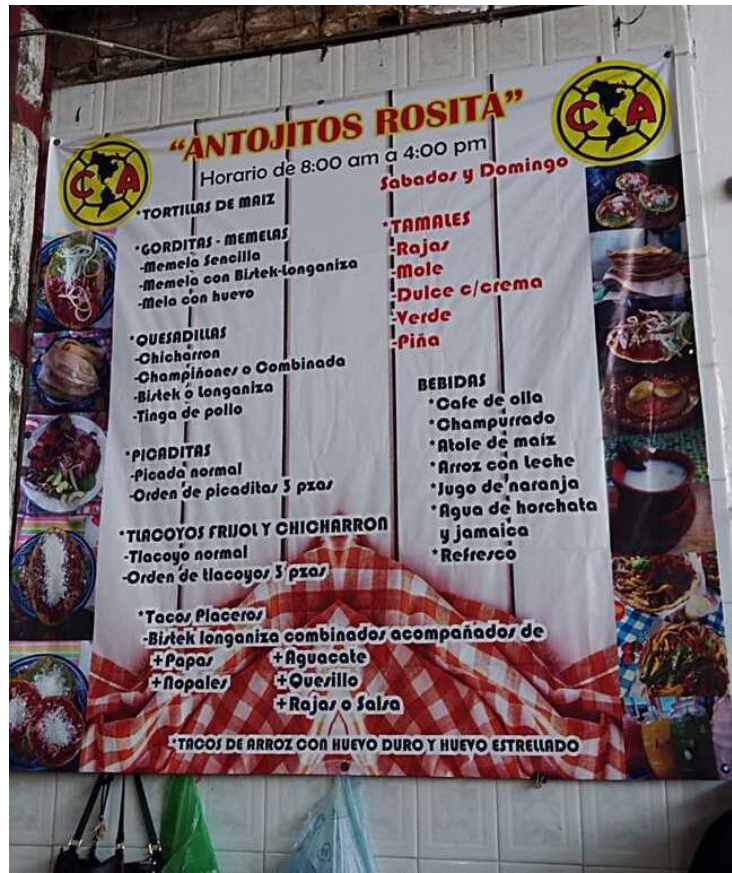 C A
C A
"ANTOJITOS ROSITA"
Horario de 8:00 am a 4:00 pm
*TORTILLAS DE MAIZ
*GORDITAS - MEMELAS
-Memela Sencilla
-Memela con Bistek-Longaniza
-Mela con huevo
*QUESADILLAS
-Chicharron
-Champiñones o Combinada
-Bistek o Longaniza
-Tinga de pollo
*PICADITAS
-Picada normal
-Orden de picaditas 3 pzas
*TLACOYOS FRIJOL Y CHICHARRON
-Tlacoyo normal
-Orden de tlacoyos 3 pzas
Sabados y Domingo
*TAMALES
-Rajas
-Mole
-Dulce c/crema
-Verde
-Piña
BEBIDAS
*Cafe de olla
*Champurrado
*Atole de maíz
*Arroz con Leche
*Jugo de naranja
*Agua de horchata
y jamaica
*Refresco
*Tacos Placeros
-Bistek longaniza combinados acompañados de
+Papas +Aguacate
+Nopales +Quesillo
+Rajas o Salsa
*TACOS DE ARROZ CON HUEVO DURO Y HUEVO ESTRELLADO